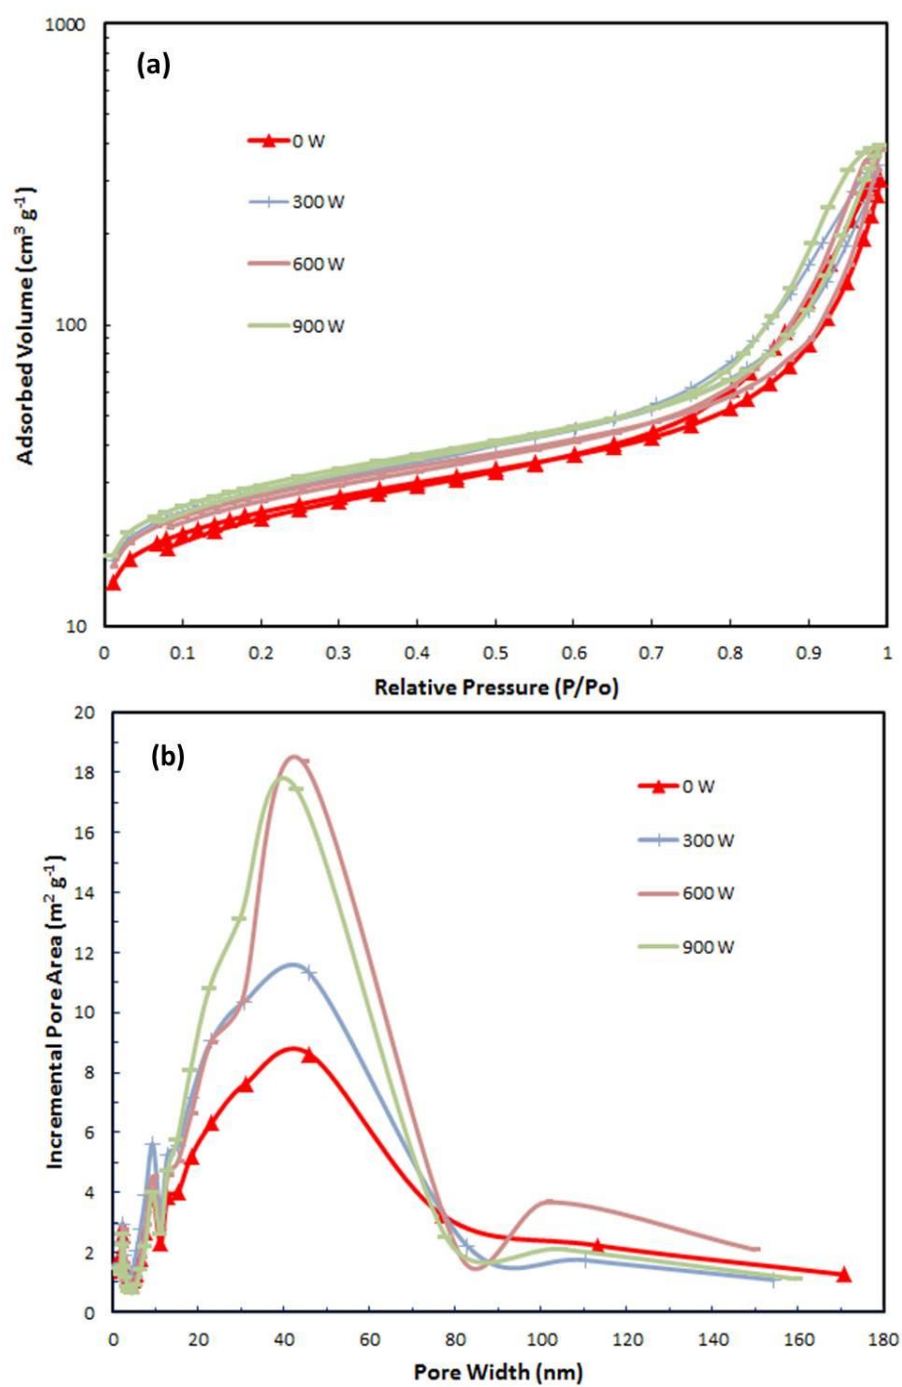 1000
(a)
0 W
300 W
600 W
900 W
100
10
Adsorbed Volume (cm³ g⁻¹)
0 0.1 0.2 0.3 0.4 0.5 0.6 0.7 0.8 0.9 1
Relative Pressure (P/Po)
20
(b)
18
0 W
16
300 W
14
600 W
12
900 W
10
8
6
4
2
0
Incremental Pore Area (m² g⁻¹)
0 20 40 60 80 100 120 140 160 180
Pore Width (nm)